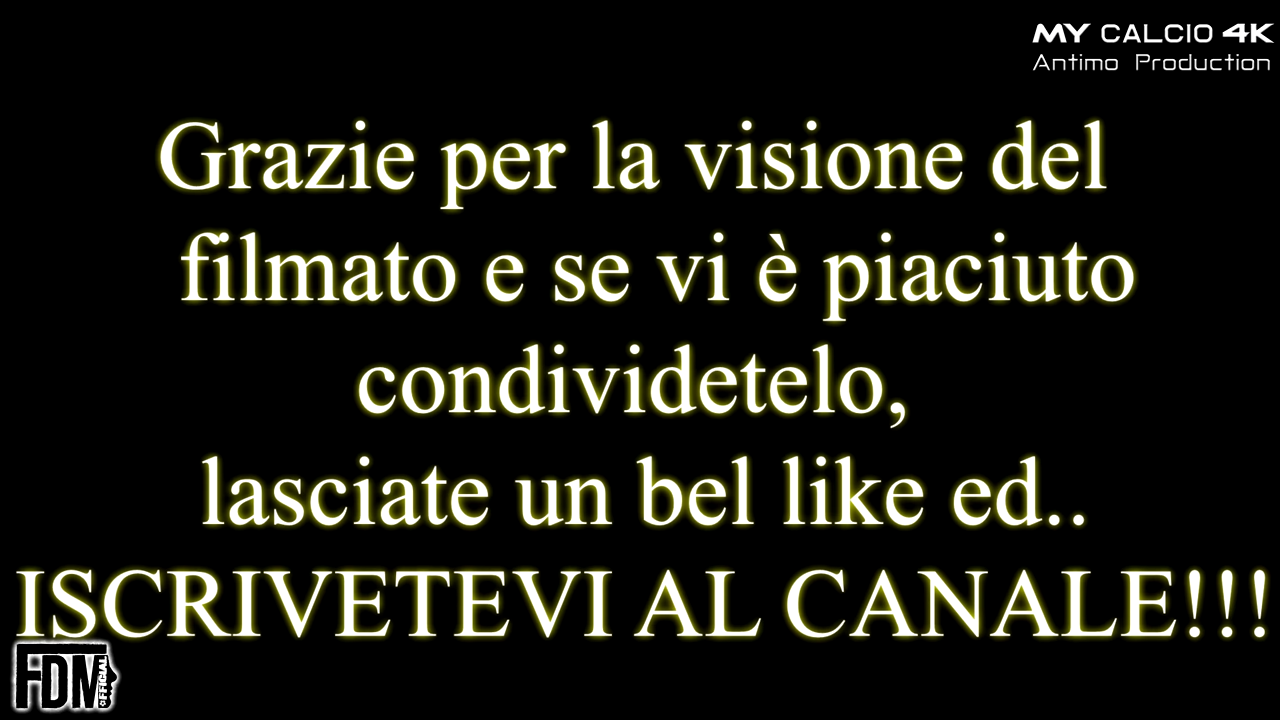 MY CALCIO 4K
Antimo Production
Grazie per la visione del
filmato e se vi è piaciuto
condividetelo,
lasciate un bel like ed..
ISCRIVETEVI AL CANALE!!!
FDM
OFFICIAL